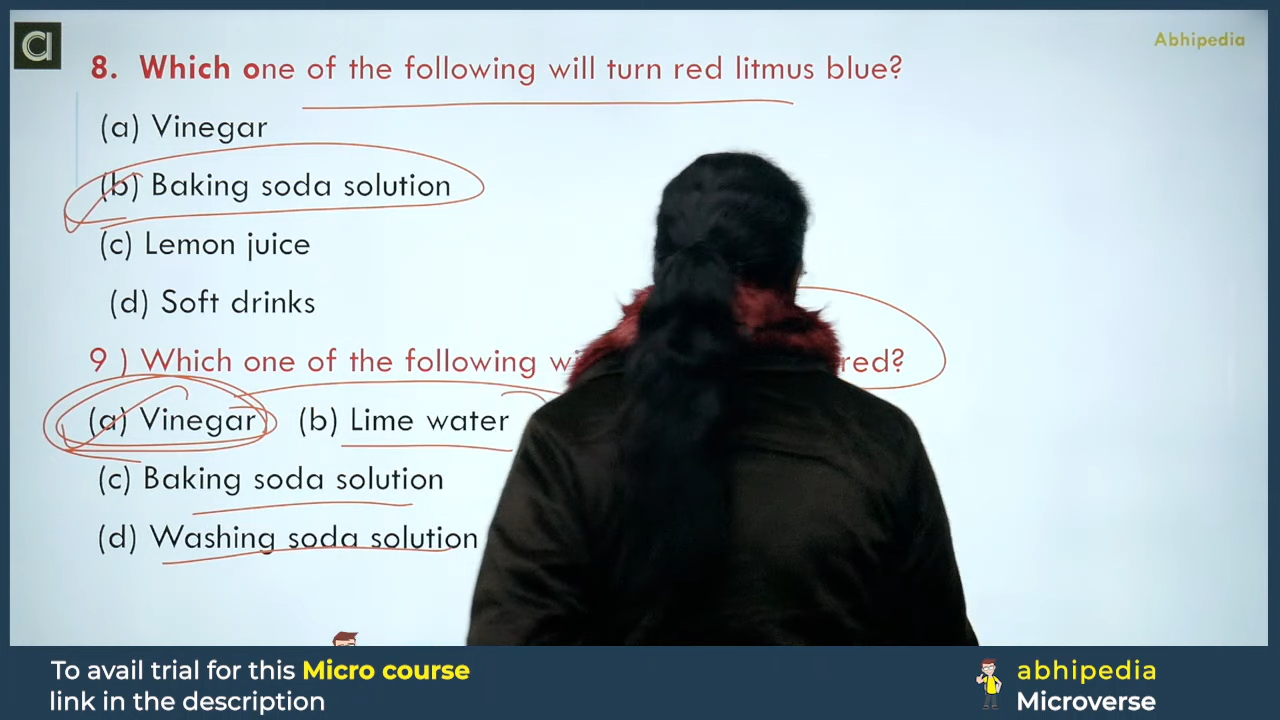 Abhipedia
8. Which one of the following will turn red litmus blue?
(a) Vinegar
(b) Baking soda solution
(c) Lemon juice
(d) Soft drinks
9 ) Which one of the following red?
(a) Vinegar (b) Lime water
(c) Baking soda solution
(d) Washing soda solution
To avail trial for this Micro course
link in the description
abhipedia
Microverse